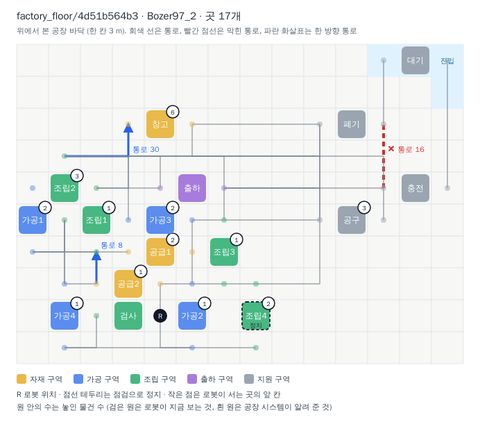 factory_floor/4d51b564b3 · Bozer97_2 · 곳 17개
위에서 본 공장 바닥 (한 칸 3 m). 회색 선은 통로, 빨간 점선은 막힌 통로, 파란 화살표는 한 방향 통로
대기
진입
창고 6
폐기
✕ 통로 16
통로 30
조립2 3
출하
충전
가공1 2
조립1 1
가공3 2
공구 3
통로 8
공급1 2
조립3 1
공급2 1
가공4 1
검사
R
가공2 1
조립4 2
정지
자재 구역
가공 구역
조립 구역
출하 구역
지원 구역
R 로봇 위치 · 점선 테두리는 점검으로 정지 · 작은 점은 로봇이 서는 곳의 앞 칸
원 안의 수는 놓인 물건 수 (검은 원은 로봇이 지금 보는 것, 흰 원은 공장 시스템이 알려 준 것)